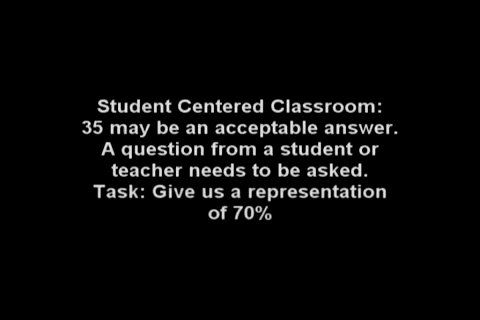 Student Centered Classroom:
35 may be an acceptable answer.
A question from a student or
teacher needs to be asked.
Task: Give us a representation
of 70%